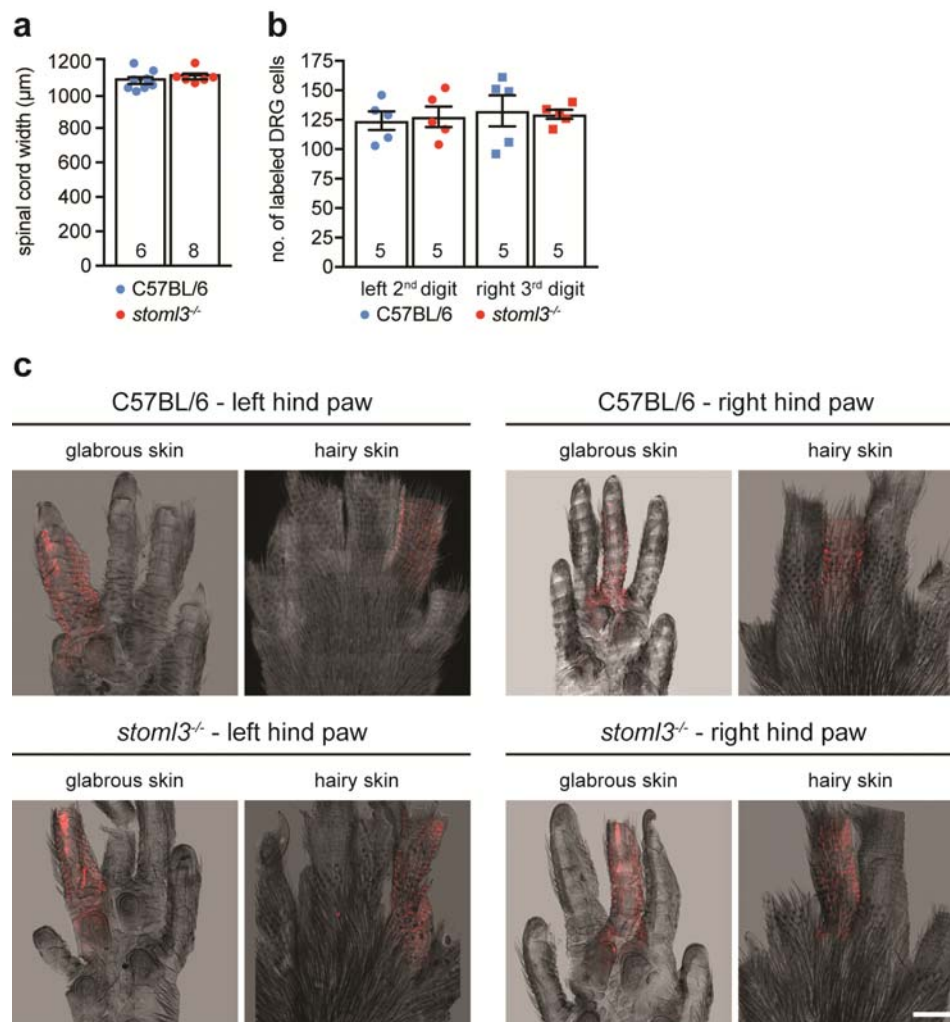 a
spinal cord width (µm)
1200
1000
800
600
400
200
0
6 8
C57BL/6
stoml3-/-
b
no. of labeled DRG cells
175
150
125
100
75
50
25
0
5 5 5 5
left 2nd digit right 3rd digit
C57BL/6 stoml3-/-
c
C57BL/6 - left hind paw
glabrous skin hairy skin
C57BL/6 - right hind paw
glabrous skin hairy skin
stoml3-/- - left hind paw
glabrous skin hairy skin
stoml3-/- - right hind paw
glabrous skin hairy skin